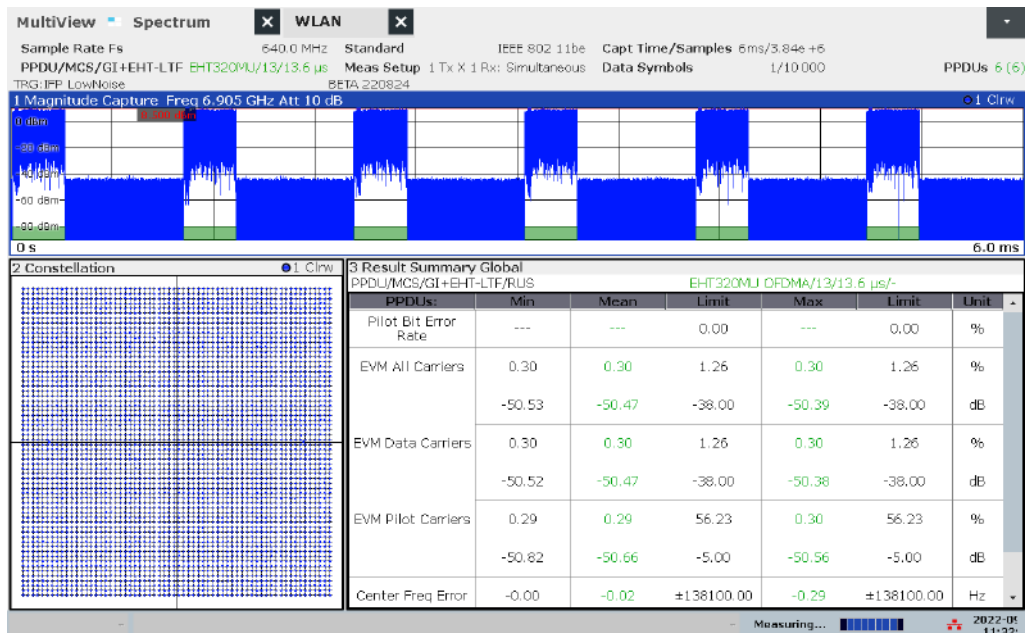 MultiView Spectrum X WLAN X
Sample Rate Fs 640.0 MHz Standard IEEE 802 11be Capt Time/Samples 6ms/3.84e+6
PPDU/MCS/GI+EHT-LTF EHT320MU/13/13.6 µs Meas Setup 1 Tx X 1 Rx: Simultaneous Data Symbols 1/10 000 PPDUs 6 (6)
TRG:IFP LowNoise BETA 220824
1 Magnitude Capture Freq 6.905 GHz Att 10 dB 1 Clrw
0 dBm
-20 dBm
-40 dBm
-60 dBm
-80 dBm
0 s 6.0 ms
2 Constellation 1 Clrw
3 Result Summary Global
PPDU/MCS/GI+EHT-LTF/RUS EHT320MU OFDMA/13/13.6 µs/-
PPDUs: Min Mean Limit Max Limit Unit
Pilot Bit Error
Rate --- --- 0.00 --- 0.00 %
EVM All Carriers 0.30 0.30 1.26 0.30 1.26 %
-50.53 -50.47 -38.00 -50.39 -38.00 dB
EVM Data Carriers 0.30 0.30 1.26 0.30 1.26 %
-50.52 -50.47 -38.00 -50.38 -38.00 dB
EVM Pilot Carriers 0.29 0.29 56.23 0.30 56.23 %
-50.82 -50.66 -5.00 -50.56 -5.00 dB
Center Freq Error -0.00 -0.02 ±138100.00 -0.29 ±138100.00 Hz
Measuring...